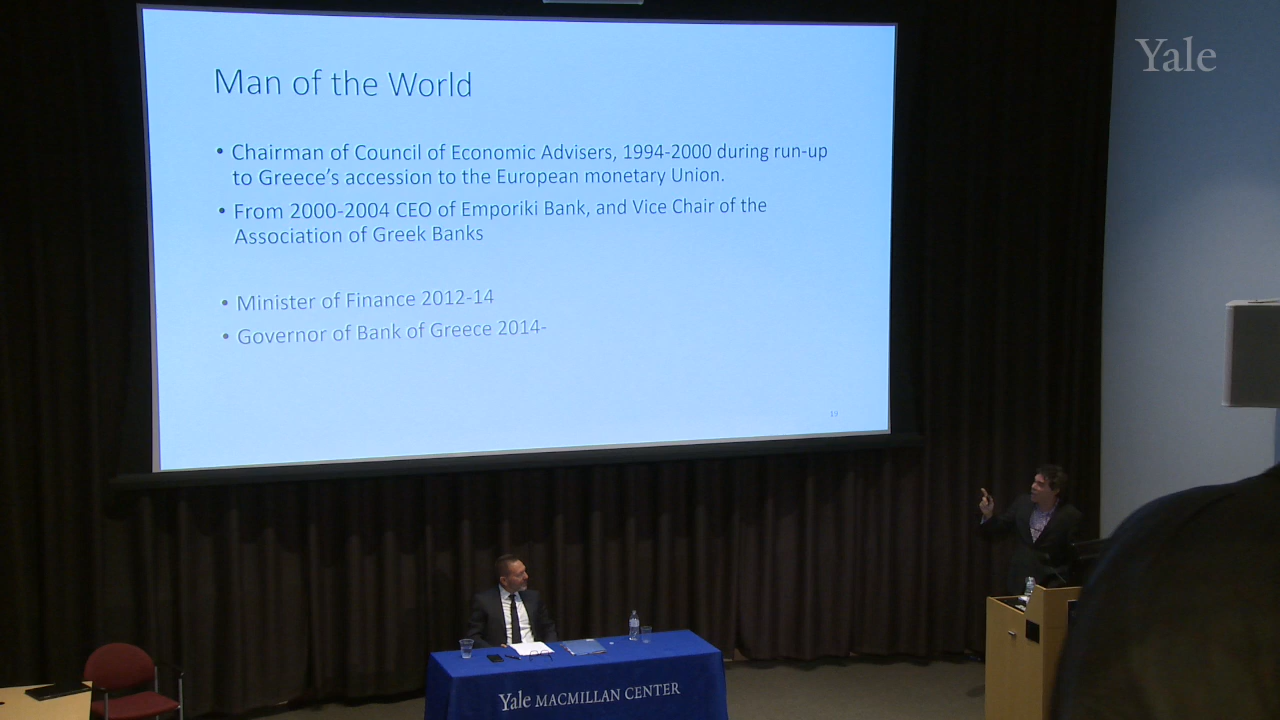 Yale
Man of the World
• Chairman of Council of Economic Advisers, 1994-2000 during run-up
to Greece's accession to the European monetary Union.
• From 2000-2004 CEO of Emporiki Bank, and Vice Chair of the
Association of Greek Banks
• Minister of Finance 2012-14
• Governor of Bank of Greece 2014-
19
Yale MACMILLAN CENTER